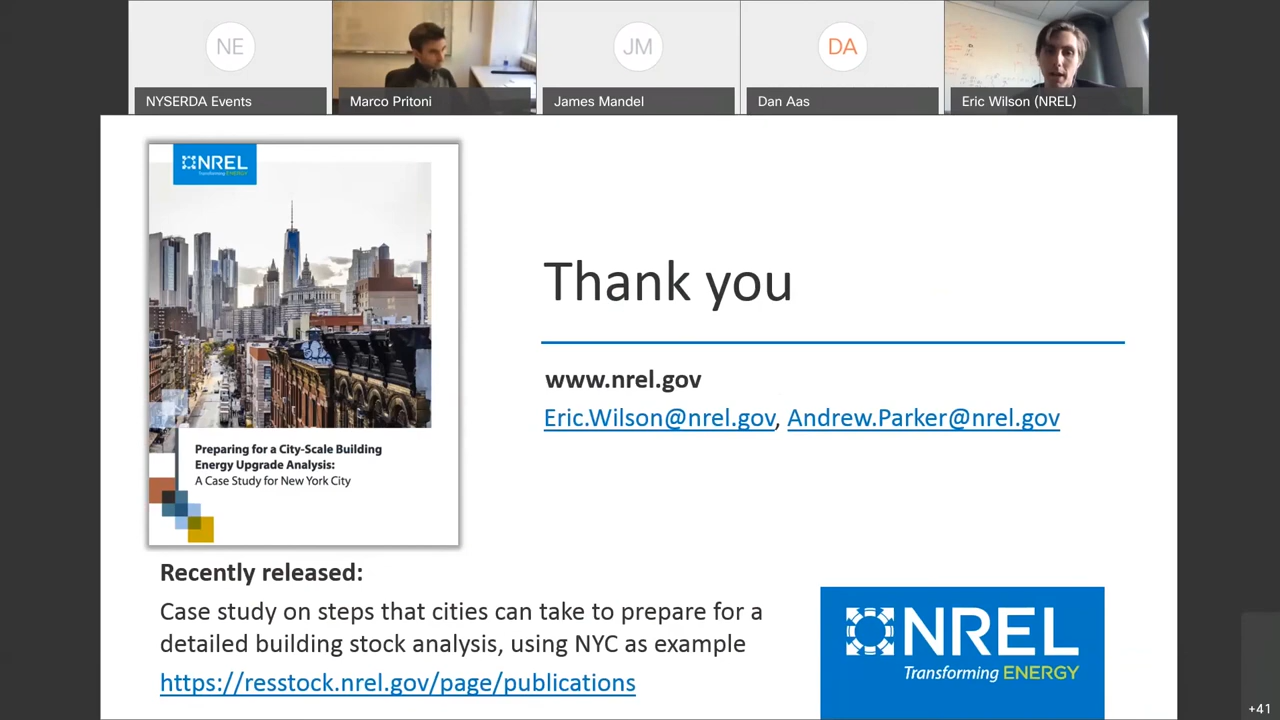 NE
JM
DA
NYSERDA Events
Marco Pritoni
James Mandel
Dan Aas
Eric Wilson (NREL)
NREL
Transforming ENERGY
Preparing for a City-Scale Building
Energy Upgrade Analysis:
A Case Study for New York City
Thank you
www.nrel.gov
Eric.Wilson@nrel.gov, Andrew.Parker@nrel.gov
Recently released:
Case study on steps that cities can take to prepare for a
detailed building stock analysis, using NYC as example
https://resstock.nrel.gov/page/publications
NREL
Transforming ENERGY
+41